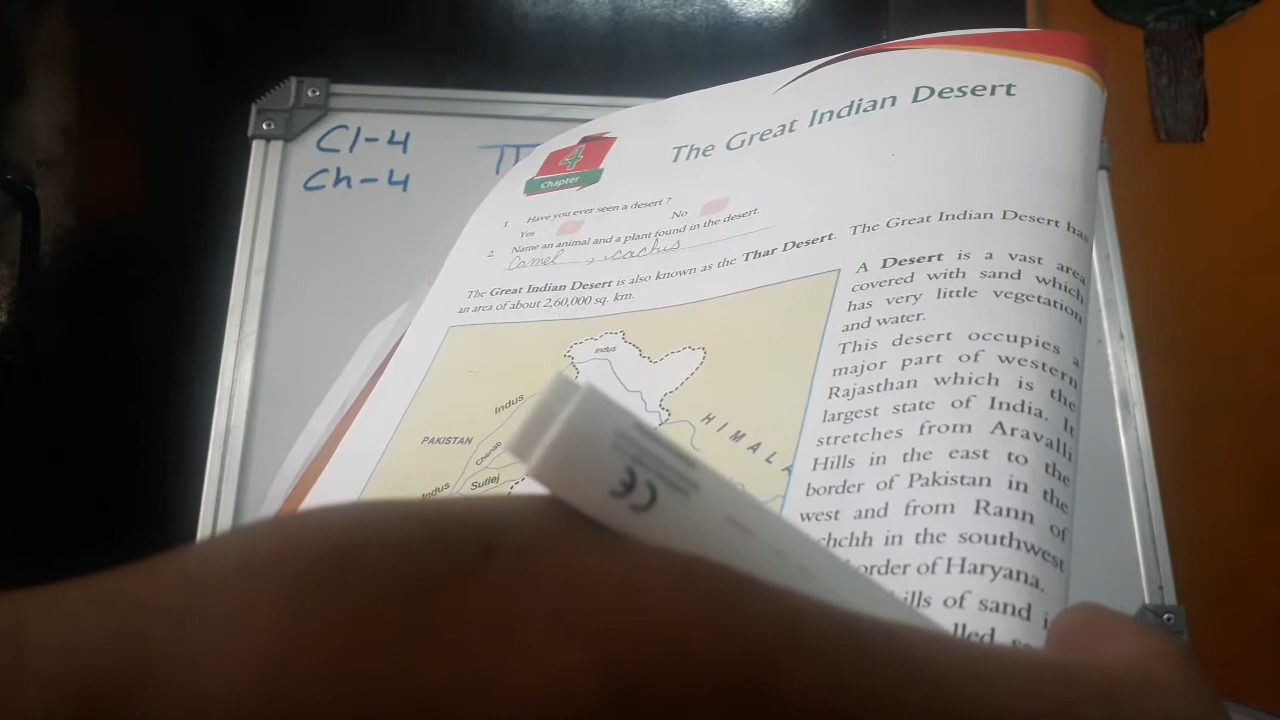 Cl-4
Ch-4
4
Chapter
The Great Indian Desert
1. Have you ever seen a desert ?
Yes No
2. Name an animal and a plant found in the desert.
Camel , cactus
The Great Indian Desert is also known as the Thar Desert. The Great Indian Desert has
an area of about 2,60,000 sq. km.
Indus
Indus
PAKISTAN
Chenab
Indus
Sutlej
HIMALA
A Desert is a vast area
covered with sand which
has very little vegetation
and water.
This desert occupies a
major part of western
Rajasthan which is the
largest state of India. It
stretches from Aravalli
Hills in the east to the
border of Pakistan in the
west and from Rann of
chchh in the southwest
order of Haryana.
ills of sand i
lled
CE